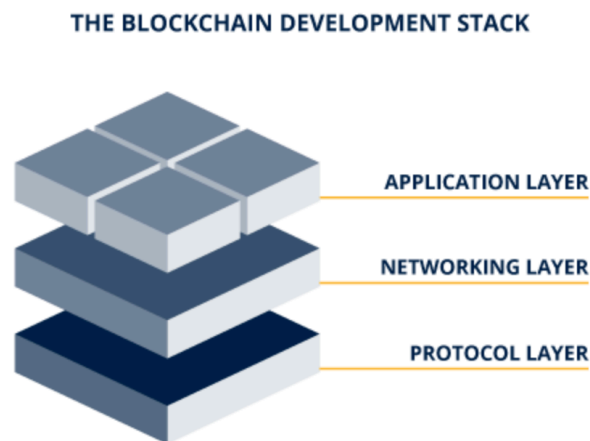 THE BLOCKCHAIN DEVELOPMENT STACK
APPLICATION LAYER
NETWORKING LAYER
PROTOCOL LAYER